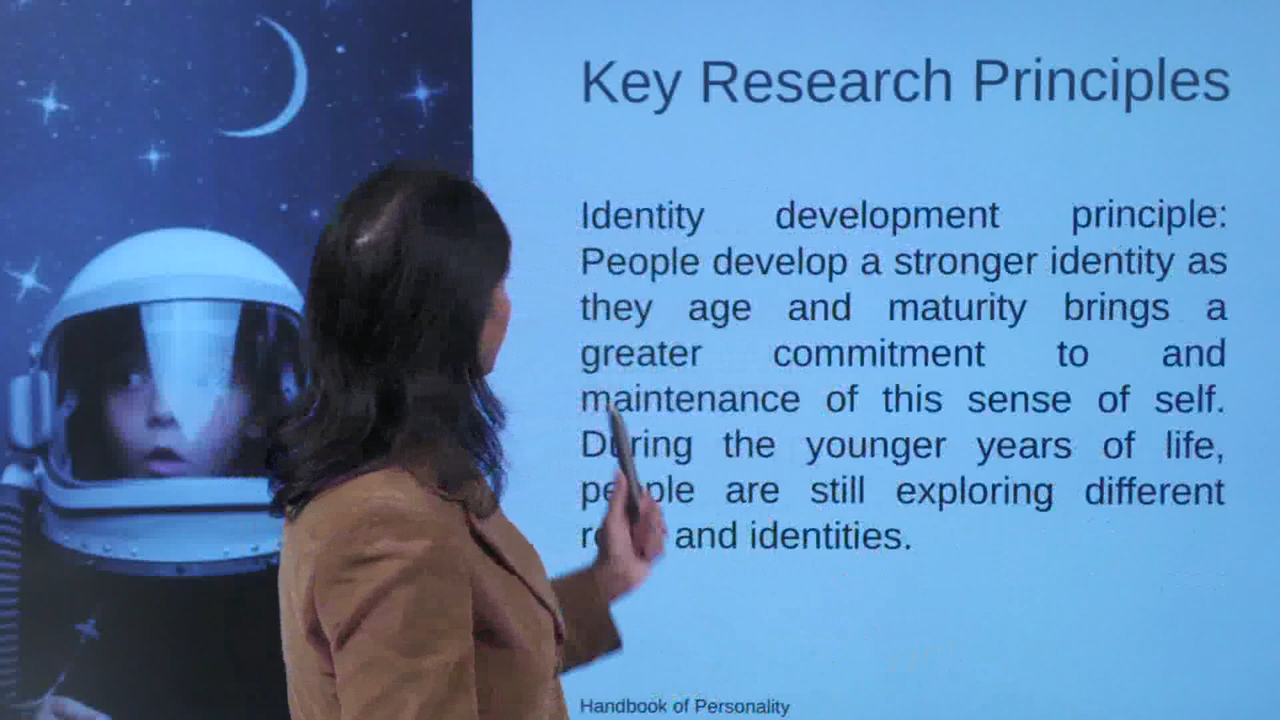 Key Research Principles
Identity development principle:
People develop a stronger identity as
they age and maturity brings a
greater commitment to and
maintenance of this sense of self.
During the younger years of life,
people are still exploring different
and identities.
Handbook of Personality